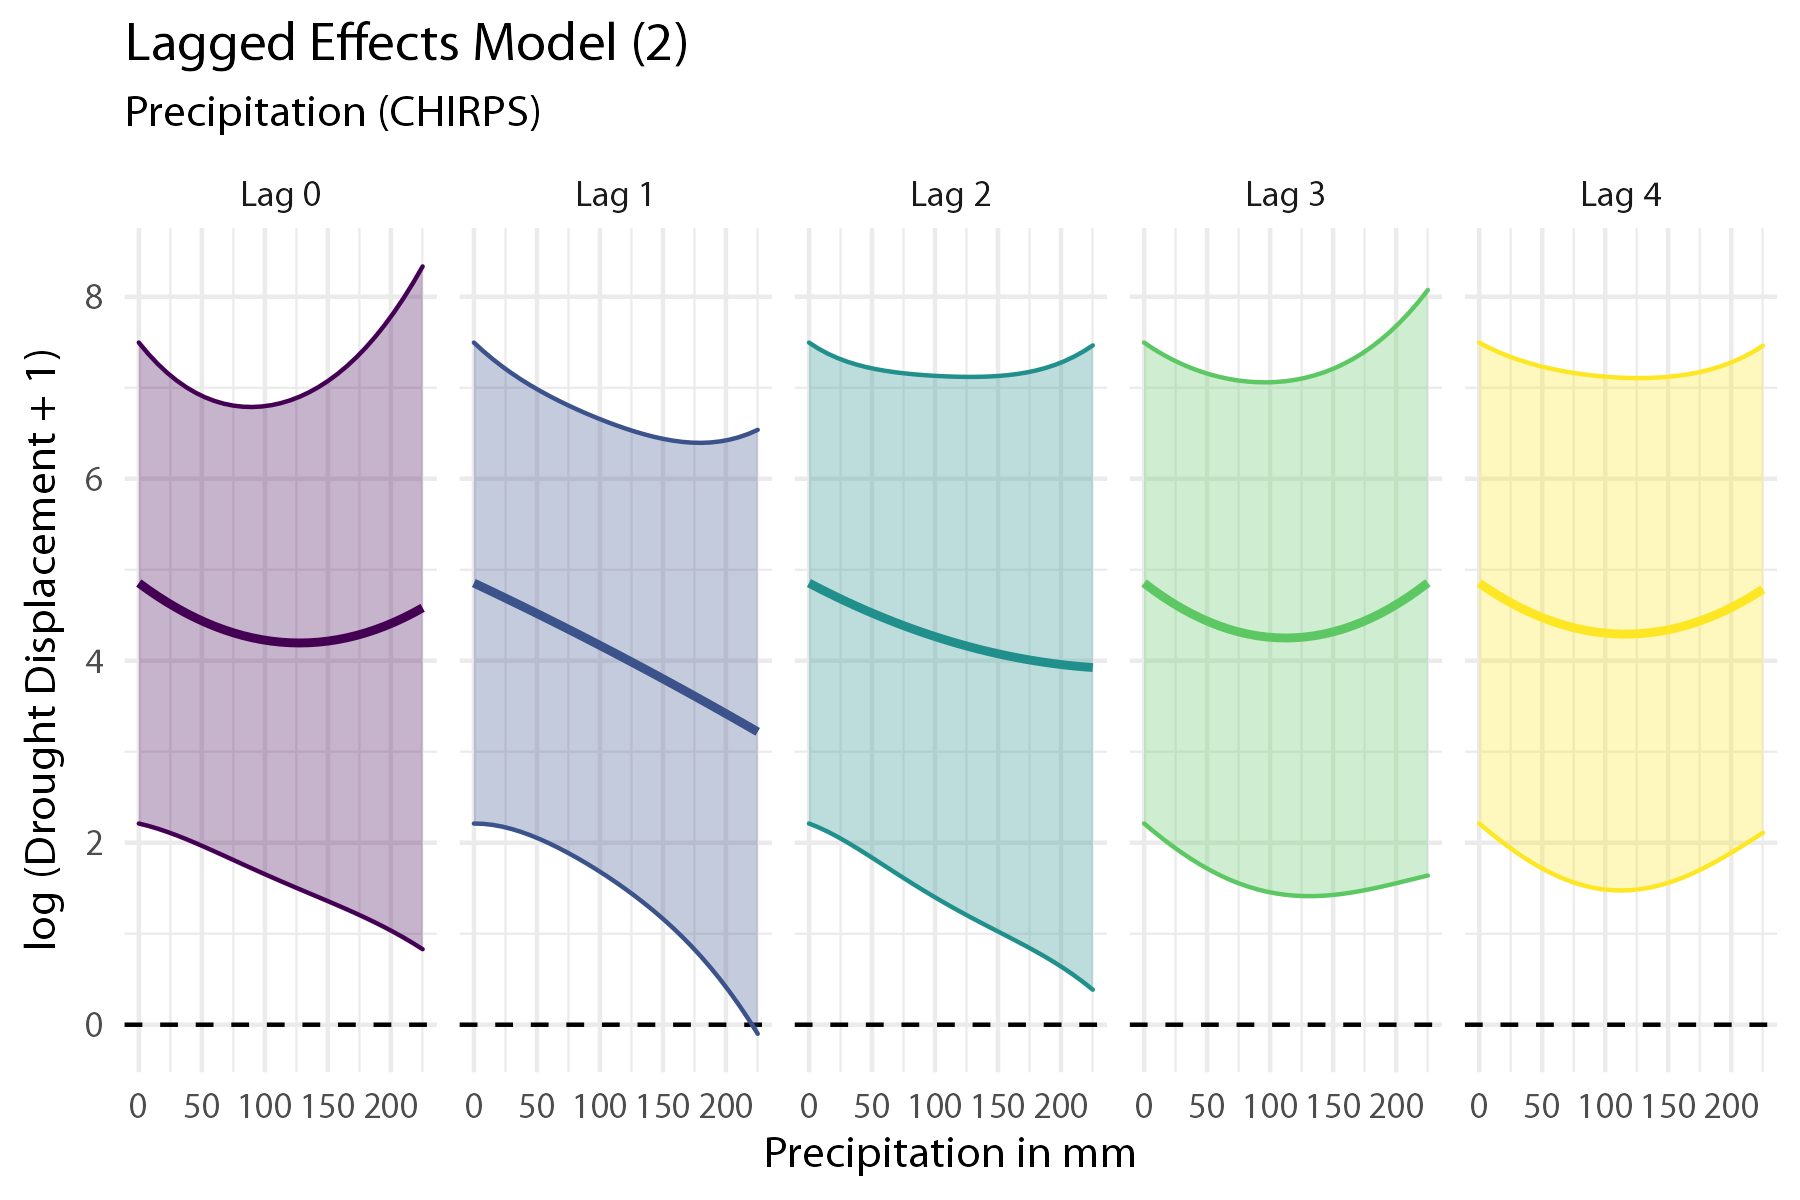 Lagged Effects Model (2)
Precipitation (CHIRPS)
Lag 0 Lag 1 Lag 2 Lag 3 Lag 4
log (Drought Displacement + 1)
8
6
4
2
0
0 50 100 150 200 0 50 100 150 200 0 50 100 150 200 0 50 100 150 200 0 50 100 150 200
Precipitation in mm